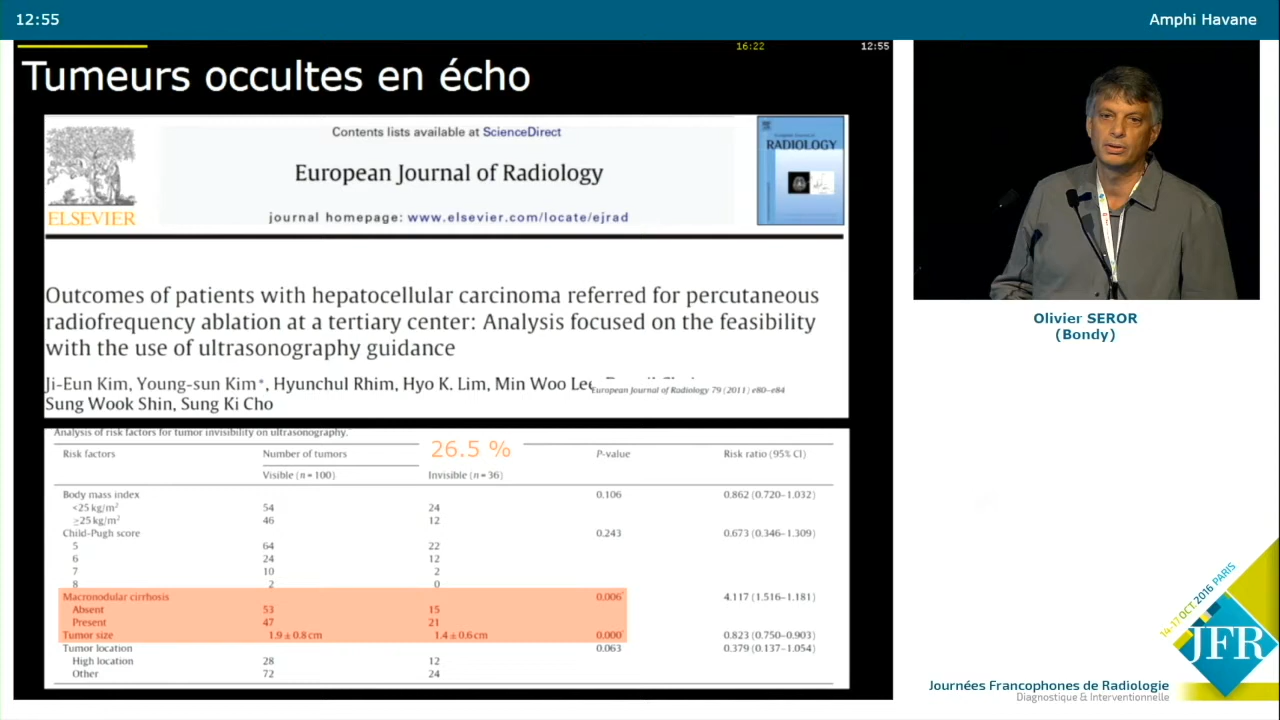 12:55
Amphi Havane
16:22
12:55
Tumeurs occultes en écho
Contents lists available at ScienceDirect
European Journal of Radiology
journal homepage: www.elsevier.com/locate/ejrad
ELSEVIER
RADIOLOGY
Outcomes of patients with hepatocellular carcinoma referred for percutaneous
radiofrequency ablation at a tertiary center: Analysis focused on the feasibility
with the use of ultrasonography guidance
Ji-Eun Kim, Young-sun Kim*, Hyunchul Rhim, Hyo K. Lim, Min Woo Lee
European Journal of Radiology 79 (2011) e80–e84
Sung Wook Shin, Sung Ki Cho
Analysis of risk factors for tumor invisibility on ultrasonography.
Risk factors Number of tumors 26.5 % P-value Risk ratio (95% CI)
Visible (n = 100) Invisible (n = 36)
Body mass index 0.106 0.862 (0.720–1.032)
<25 kg/m² 54 24
≥25 kg/m² 46 12
Child-Pugh score 0.243 0.673 (0.346–1.309)
5 64 22
6 24 12
7 10 2
8 2 0
Macronodular cirrhosis 0.006* 4.117 (1.516–1.181)
Absent 53 15
Present 47 21
Tumor size 1.9 ± 0.8 cm 1.4 ± 0.6 cm 0.000* 0.823 (0.750–0.903)
Tumor location 0.063 0.379 (0.137–1.054)
High location 28 12
Other 72 24
Olivier SEROR
(Bondy)
14-17 OCT. 2016 PARIS
JFR
Journées Francophones de Radiologie
Diagnostique & Interventionnelle